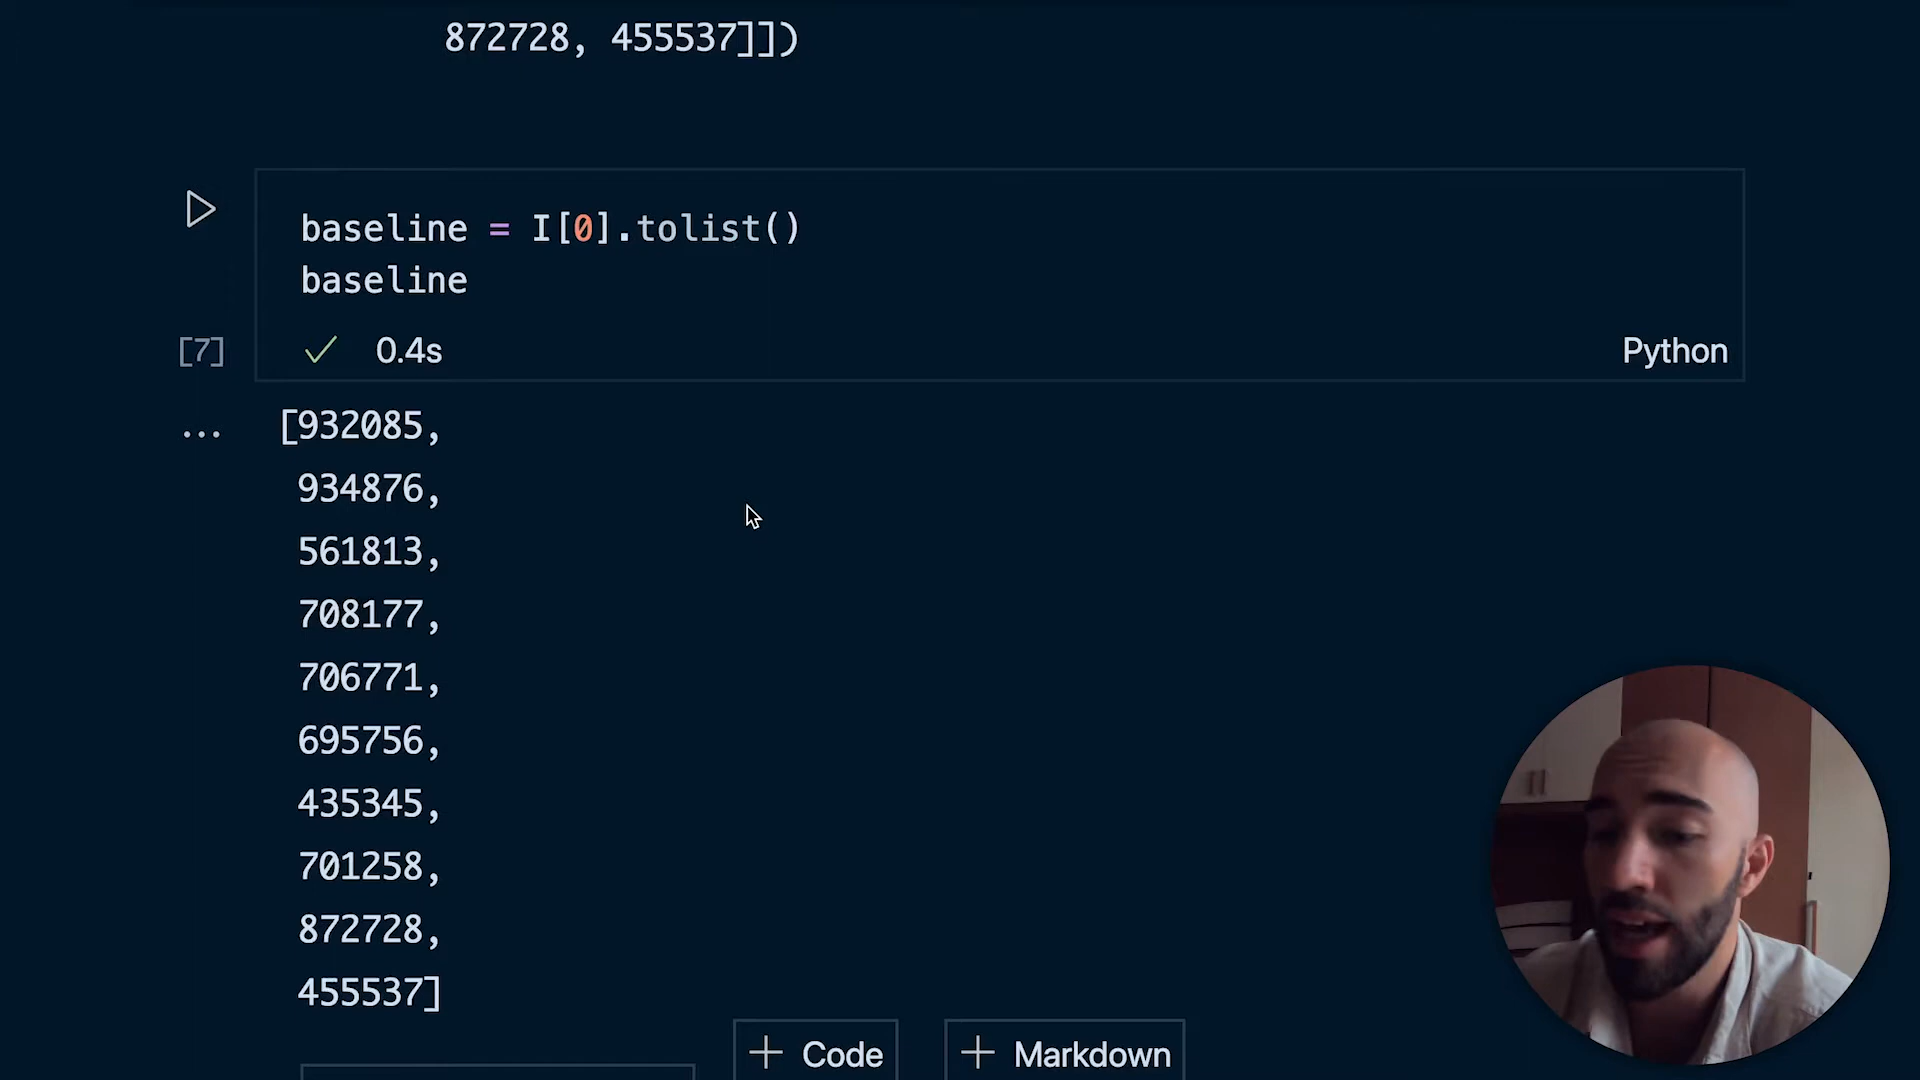 872728, 455537]])
baseline = I[0].tolist()
baseline
[7]
0.4s
Python
...
[932085,
934876,
561813,
708177,
706771,
695756,
435345,
701258,
872728,
455537]
+ Code
+ Markdown